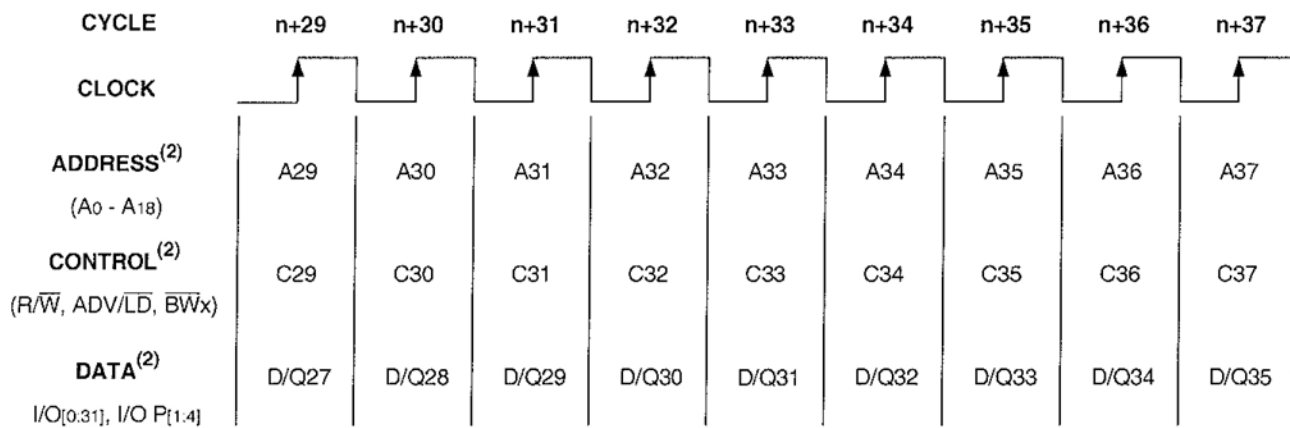 CYCLE n+29 n+30 n+31 n+32 n+33 n+34 n+35 n+36 n+37
CLOCK
ADDRESS(2) A29 A30 A31 A32 A33 A34 A35 A36 A37
(A0 - A18)
CONTROL(2) C29 C30 C31 C32 C33 C34 C35 C36 C37
(R/W̅, ADV/L̅D̅, B̅W̅x)
DATA(2) D/Q27 D/Q28 D/Q29 D/Q30 D/Q31 D/Q32 D/Q33 D/Q34 D/Q35
I/O[0:31], I/O P[1:4]